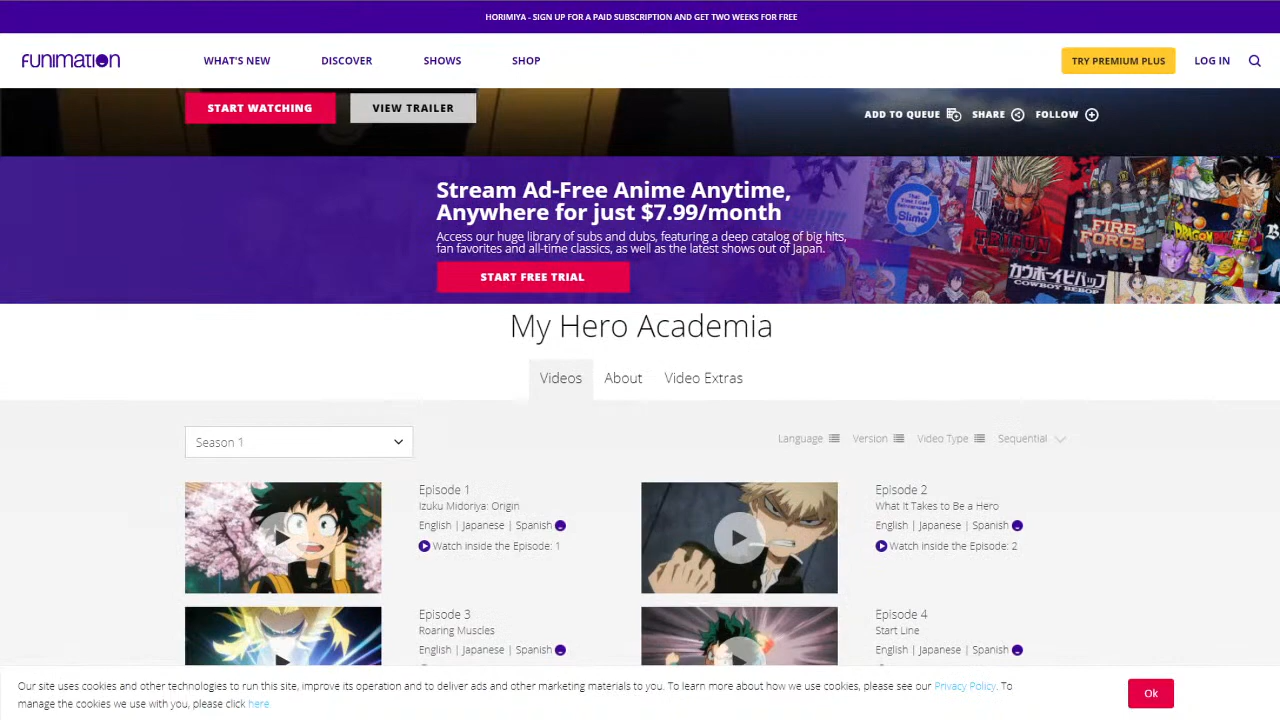 HORIMIYA - SIGN UP FOR A PAID SUBSCRIPTION AND GET TWO WEEKS FOR FREE
FUNIMATION
WHAT'S NEW
DISCOVER
SHOWS
SHOP
TRY PREMIUM PLUS
LOG IN
START WATCHING
VIEW TRAILER
ADD TO QUEUE
SHARE
FOLLOW
Stream Ad-Free Anime Anytime,
Anywhere for just $7.99/month
Access our huge library of subs and dubs, featuring a deep catalog of big hits,
fan favorites and all-time classics, as well as the latest shows out of Japan.
START FREE TRIAL
Slime
TRIGUN
FIRE
FORCE
カウボーイビバップ
COWBOY BEBOP
My Hero Academia
Videos
About
Video Extras
Season 1
Language
Version
Video Type
Sequential
Episode 1
Izuku Midoriya: Origin
English | Japanese | Spanish
Watch inside the Episode: 1
Episode 2
What It Takes to Be a Hero
English | Japanese | Spanish
Watch inside the Episode: 2
Episode 3
Roaring Muscles
English | Japanese | Spanish
Episode 4
Start Line
English | Japanese | Spanish
Our site uses cookies and other technologies to run this site, improve its operation and to deliver ads and other marketing materials to you. To learn more about how we use cookies, please see our Privacy Policy. To
manage the cookies we use with you, please click here
Ok